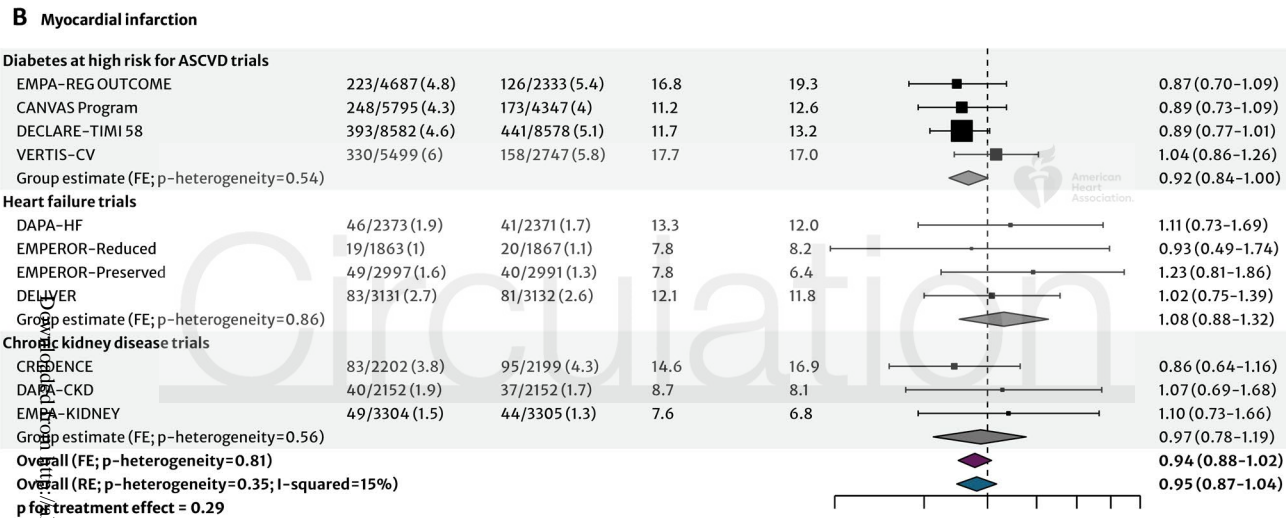 B Myocardial infarction
Diabetes at high risk for ASCVD trials
EMPA-REG OUTCOME 223/4687 (4.8) 126/2333 (5.4) 16.8 19.3 0.87 (0.70-1.09)
CANVAS Program 248/5795 (4.3) 173/4347 (4) 11.2 12.6 0.89 (0.73-1.09)
DECLARE-TIMI 58 393/8582 (4.6) 441/8578 (5.1) 11.7 13.2 0.89 (0.77-1.01)
VERTIS-CV 330/5499 (6) 158/2747 (5.8) 17.7 17.0 1.04 (0.86-1.26)
Group estimate (FE; p-heterogeneity=0.54) 0.92 (0.84-1.00)
American
Heart
Association.
Heart failure trials
DAPA-HF 46/2373 (1.9) 41/2371 (1.7) 13.3 12.0 1.11 (0.73-1.69)
EMPEROR-Reduced 19/1863 (1) 20/1867 (1.1) 7.8 8.2 0.93 (0.49-1.74)
EMPEROR-Preserved 49/2997 (1.6) 40/2991 (1.3) 7.8 6.4 1.23 (0.81-1.86)
DELIVER 83/3131 (2.7) 81/3132 (2.6) 12.1 11.8 1.02 (0.75-1.39)
Group estimate (FE; p-heterogeneity=0.86) 1.08 (0.88-1.32)
Circulation
Chronic kidney disease trials
CREDENCE 83/2202 (3.8) 95/2199 (4.3) 14.6 16.9 0.86 (0.64-1.16)
DAPA-CKD 40/2152 (1.9) 37/2152 (1.7) 8.7 8.1 1.07 (0.69-1.68)
EMPA-KIDNEY 49/3304 (1.5) 44/3305 (1.3) 7.6 6.8 1.10 (0.73-1.66)
Group estimate (FE; p-heterogeneity=0.56) 0.97 (0.78-1.19)
Overall (FE; p-heterogeneity=0.81) 0.94 (0.88-1.02)
Overall (RE; p-heterogeneity=0.35; I-squared=15%) 0.95 (0.87-1.04)
p for treatment effect = 0.29
Downloaded from http://